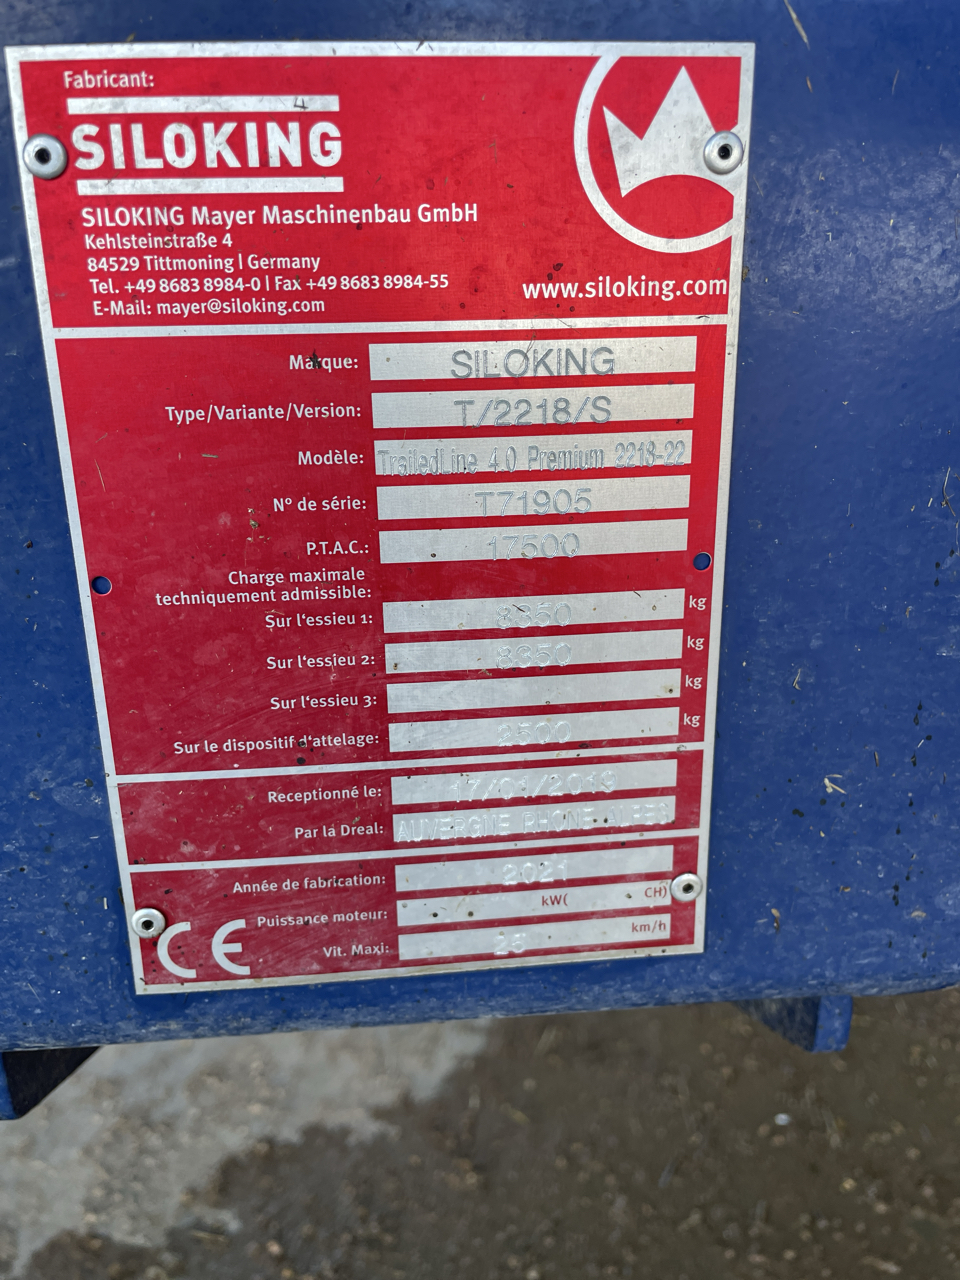 Fabricant:
SILOKING
SILOKING Mayer Maschinenbau GmbH
Kehlsteinstraße 4
84529 Tittmoning | Germany
Tel. +49 8683 8984-0 | Fax +49 8683 8984-55
E-Mail: mayer@siloking.com
www.siloking.com
Marque: SILOKING
Type/Variante/Version: T/2218/S
Modèle: TrailedLine 4.0 Premium 2218-22
N° de série: T71905
P.T.A.C.: 17500
Charge maximale
techniquement admissible:
Sur l'essieu 1: 8350 kg
Sur l'essieu 2: 8350 kg
Sur l'essieu 3: kg
Sur le dispositif d'attelage: 2500 kg
Receptionné le: 17/01/2019
Par la Dreal: AUVERGNE RHONE ALPES
Année de fabrication: 2021
Puissance moteur: kW( CH)
Vit. Maxi: 25 km/h
CE